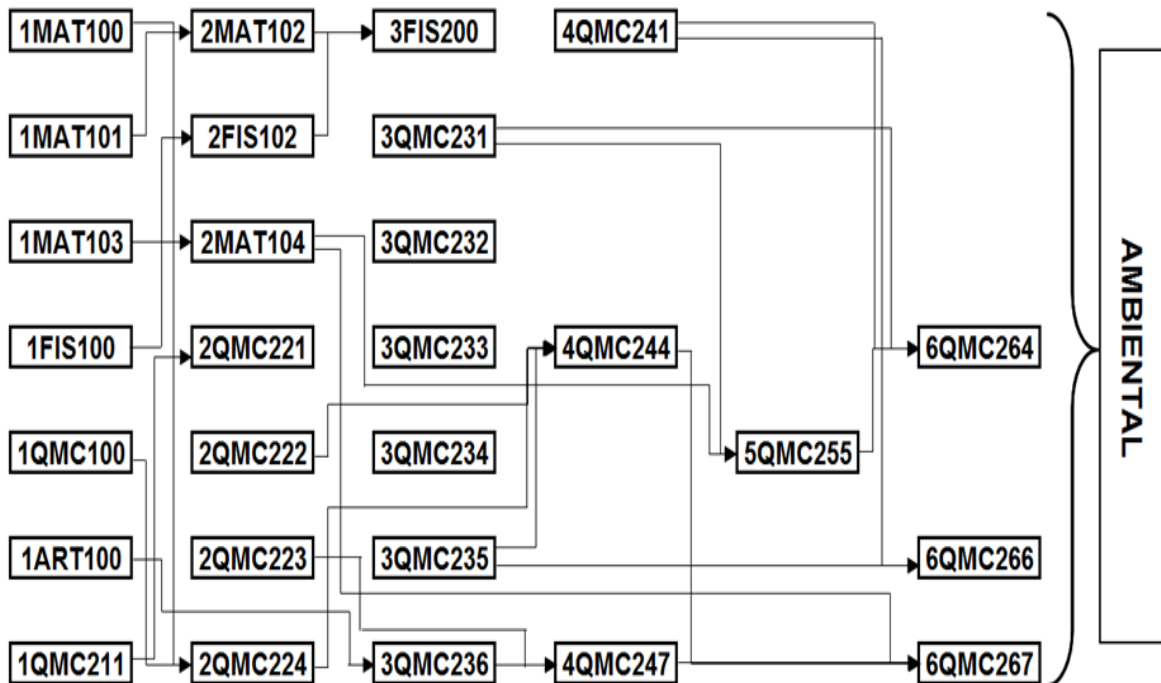 1MAT100 2MAT102 3FIS200 4QMC241
1MAT101 2FIS102 3QMC231
1MAT103 2MAT104 3QMC232
1FIS100 2QMC221 3QMC233 4QMC244 6QMC264
1QMC100 2QMC222 3QMC234 5QMC255
1ART100 2QMC223 3QMC235 6QMC266
1QMC211 2QMC224 3QMC236 4QMC247 6QMC267
AMBIENTAL